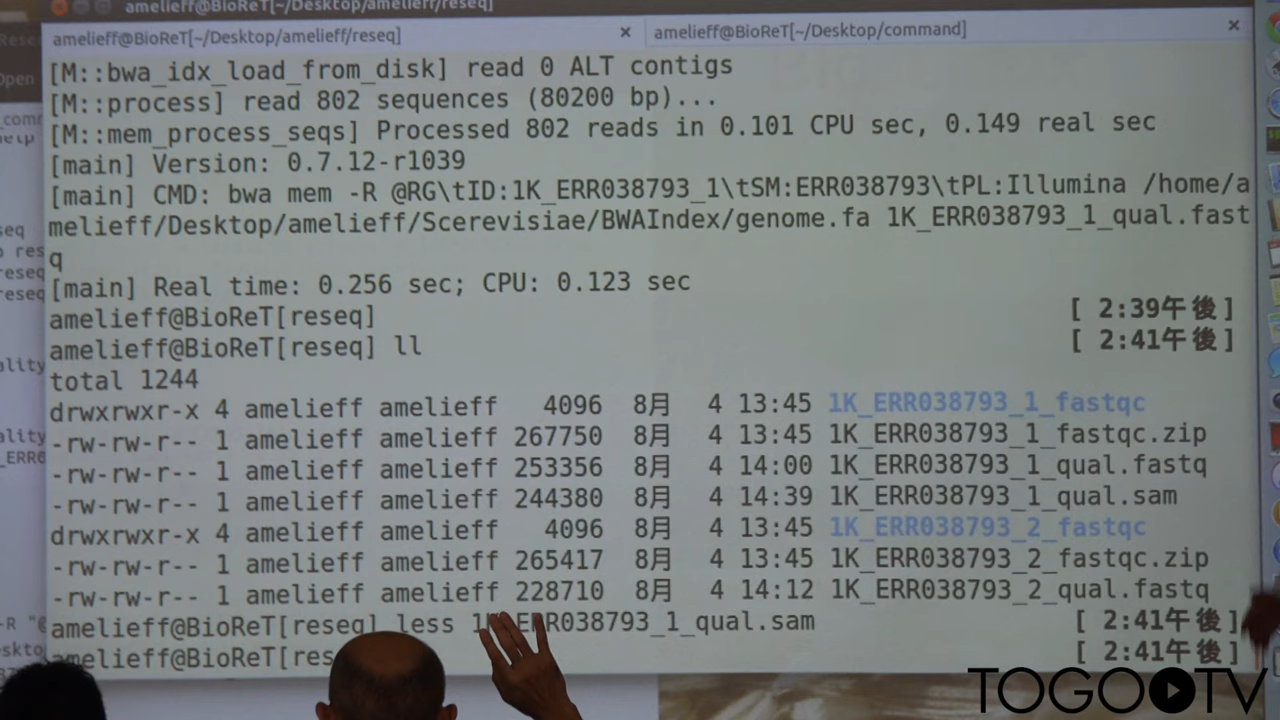 amelieff@BioReT[~/Desktop/amelieff/reseq]
amelieff@BioReT[~/Desktop/amelieff/reseq] × amelieff@BioReT[~/Desktop/command] ×
[M::bwa_idx_load_from_disk] read 0 ALT contigs
[M::process] read 802 sequences (80200 bp)...
[M::mem_process_seqs] Processed 802 reads in 0.101 CPU sec, 0.149 real sec
[main] Version: 0.7.12-r1039
[main] CMD: bwa mem -R @RG\tID:1K_ERR038793_1\tSM:ERR038793\tPL:Illumina /home/a
melieff/Desktop/amelieff/Scerevisiae/BWAIndex/genome.fa 1K_ERR038793_1_qual.fast
q
[main] Real time: 0.256 sec; CPU: 0.123 sec
amelieff@BioReT[reseq] [ 2:39午後]
amelieff@BioReT[reseq] ll [ 2:41午後]
total 1244
drwxrwxr-x 4 amelieff amelieff 4096 8月 4 13:45 1K_ERR038793_1_fastqc
-rw-rw-r-- 1 amelieff amelieff 267750 8月 4 13:45 1K_ERR038793_1_fastqc.zip
-rw-rw-r-- 1 amelieff amelieff 253356 8月 4 14:00 1K_ERR038793_1_qual.fastq
-rw-rw-r-- 1 amelieff amelieff 244380 8月 4 14:39 1K_ERR038793_1_qual.sam
drwxrwxr-x 4 amelieff amelieff 4096 8月 4 13:45 1K_ERR038793_2_fastqc
-rw-rw-r-- 1 amelieff amelieff 265417 8月 4 13:45 1K_ERR038793_2_fastqc.zip
-rw-rw-r-- 1 amelieff amelieff 228710 8月 4 14:12 1K_ERR038793_2_qual.fastq
amelieff@BioReT[reseq] less 1K_ERR038793_1_qual.sam [ 2:41午後]
amelieff@BioReT[res [ 2:41午後]
TOGOTV